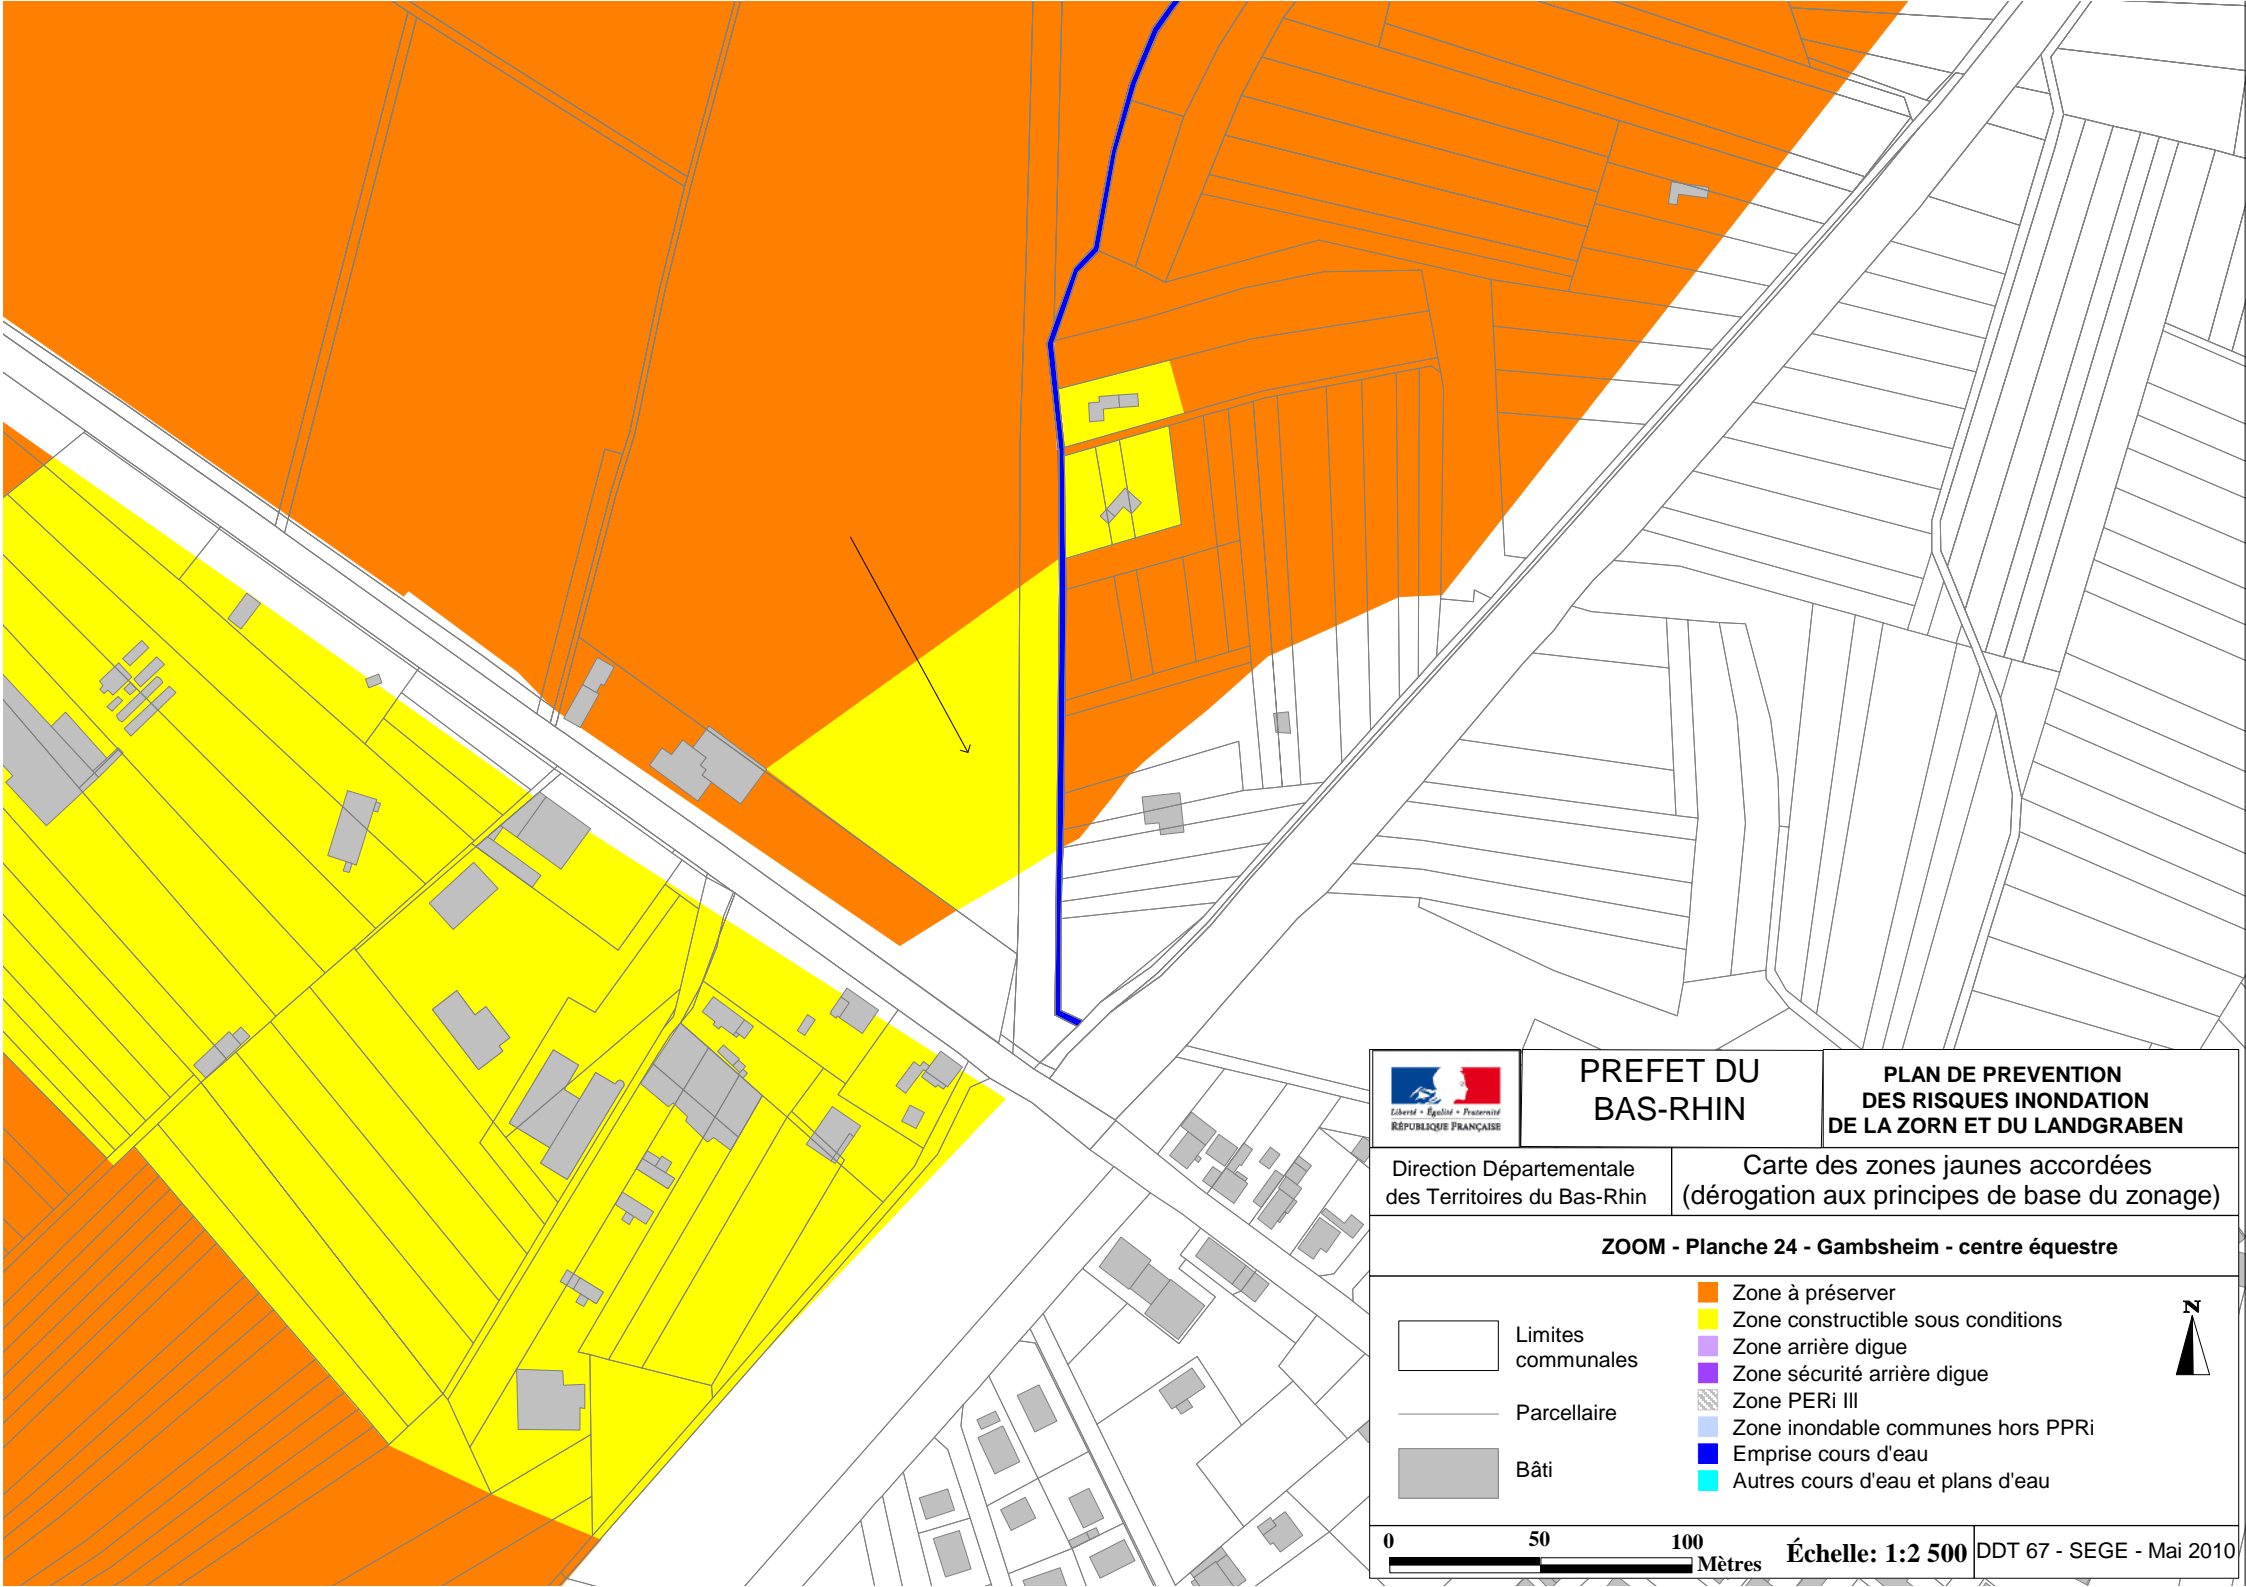 Liberté • Égalité • Fraternité
RÉPUBLIQUE FRANÇAISE
PREFET DU
BAS-RHIN
PLAN DE PREVENTION
DES RISQUES INONDATION
DE LA ZORN ET DU LANDGRABEN
Direction Départementale
des Territoires du Bas-Rhin
Carte des zones jaunes accordées
(dérogation aux principes de base du zonage)
ZOOM - Planche 24 - Gambsheim - centre équestre
Limites
communales
Parcellaire
Bâti
Zone à préserver
Zone constructible sous conditions
Zone arrière digue
Zone sécurité arrière digue
Zone PERi III
Zone inondable communes hors PPRi
Emprise cours d'eau
Autres cours d'eau et plans d'eau
N
0 50 100
Mètres
Échelle: 1:2 500
DDT 67 - SEGE - Mai 2010